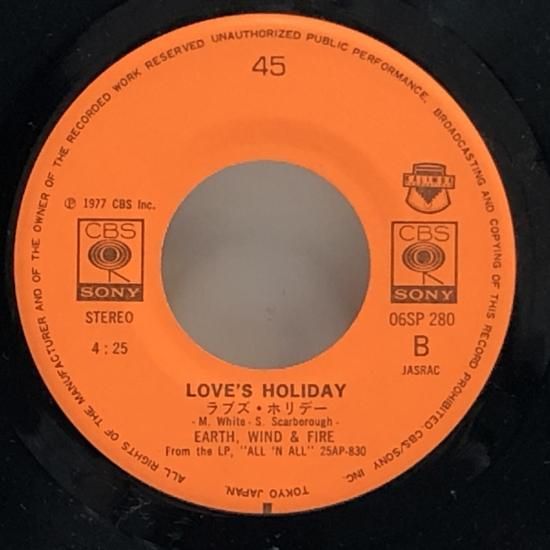 ALL RIGHTS OF THE MANUFACTURER AND OF THE OWNER OF THE RECORDED WORK RESERVED UNAUTHORIZED PUBLIC PERFORMANCE, BROADCASTING AND COPYING OF THIS RECORD PROHIBITED. CBS/SONY INC.
TOKYO JAPAN.
45
℗ 1977 CBS Inc.
CBS
SONY
CBS
SONY
STEREO
06SP 280
4:25
B
JASRAC
LOVE'S HOLIDAY
ラブズ・ホリデー
- M. White - S. Scarborough -
EARTH, WIND & FIRE
From the LP, "ALL 'N ALL" 25AP-830